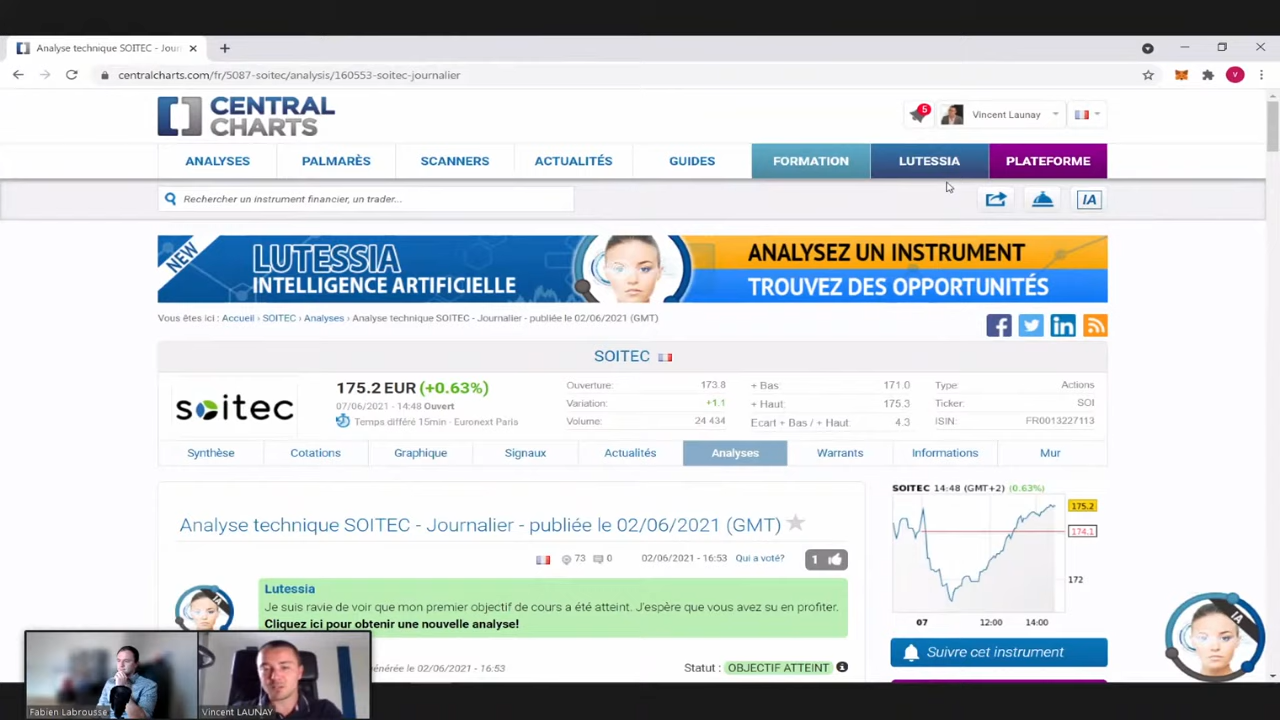 Analyse technique SOITEC - Jour
centralcharts.com/fr/5087-soitec/analysis/160553-soitec-journalier
V
CENTRAL
CHARTS
5
Vincent Launay
ANALYSES
PALMARÈS
SCANNERS
ACTUALITÉS
GUIDES
FORMATION
LUTESSIA
PLATEFORME
Rechercher un instrument financier, un trader...
IA
NEW
LUTESSIA
INTELLIGENCE ARTIFICIELLE
ANALYSEZ UN INSTRUMENT
TROUVEZ DES OPPORTUNITÉS
Vous êtes ici : Accueil › SOITEC › Analyses › Analyse technique SOITEC - Journalier - publiée le 02/06/2021 (GMT)
SOITEC
soitec
175.2 EUR (+0.63%)
07/06/2021 - 14:48 Ouvert
Temps différé 15min - Euronext Paris
Ouverture: 173.8
Variation: +1.1
Volume: 24 434
+ Bas: 171.0
+ Haut: 175.3
Ecart + Bas / + Haut: 4.3
Type: Actions
Ticker: SOI
ISIN: FR0013227113
Synthèse
Cotations
Graphique
Signaux
Actualités
Analyses
Warrants
Informations
Mur
Analyse technique SOITEC - Journalier - publiée le 02/06/2021 (GMT)
73
0
02/06/2021 - 16:53
Qui a voté?
1
Lutessia
Je suis ravie de voir que mon premier objectif de cours a été atteint. J'espère que vous avez su en profiter.
Cliquez ici pour obtenir une nouvelle analyse!
IA
nérée le 02/06/2021 - 16:53
Statut : OBJECTIF ATTEINT
SOITEC 14:48 (GMT+2) (0.63%)
175.2
174.1
172
07
12:00
14:00
Suivre cet instrument
IA
Fabien Labrousse
Vincent LAUNAY